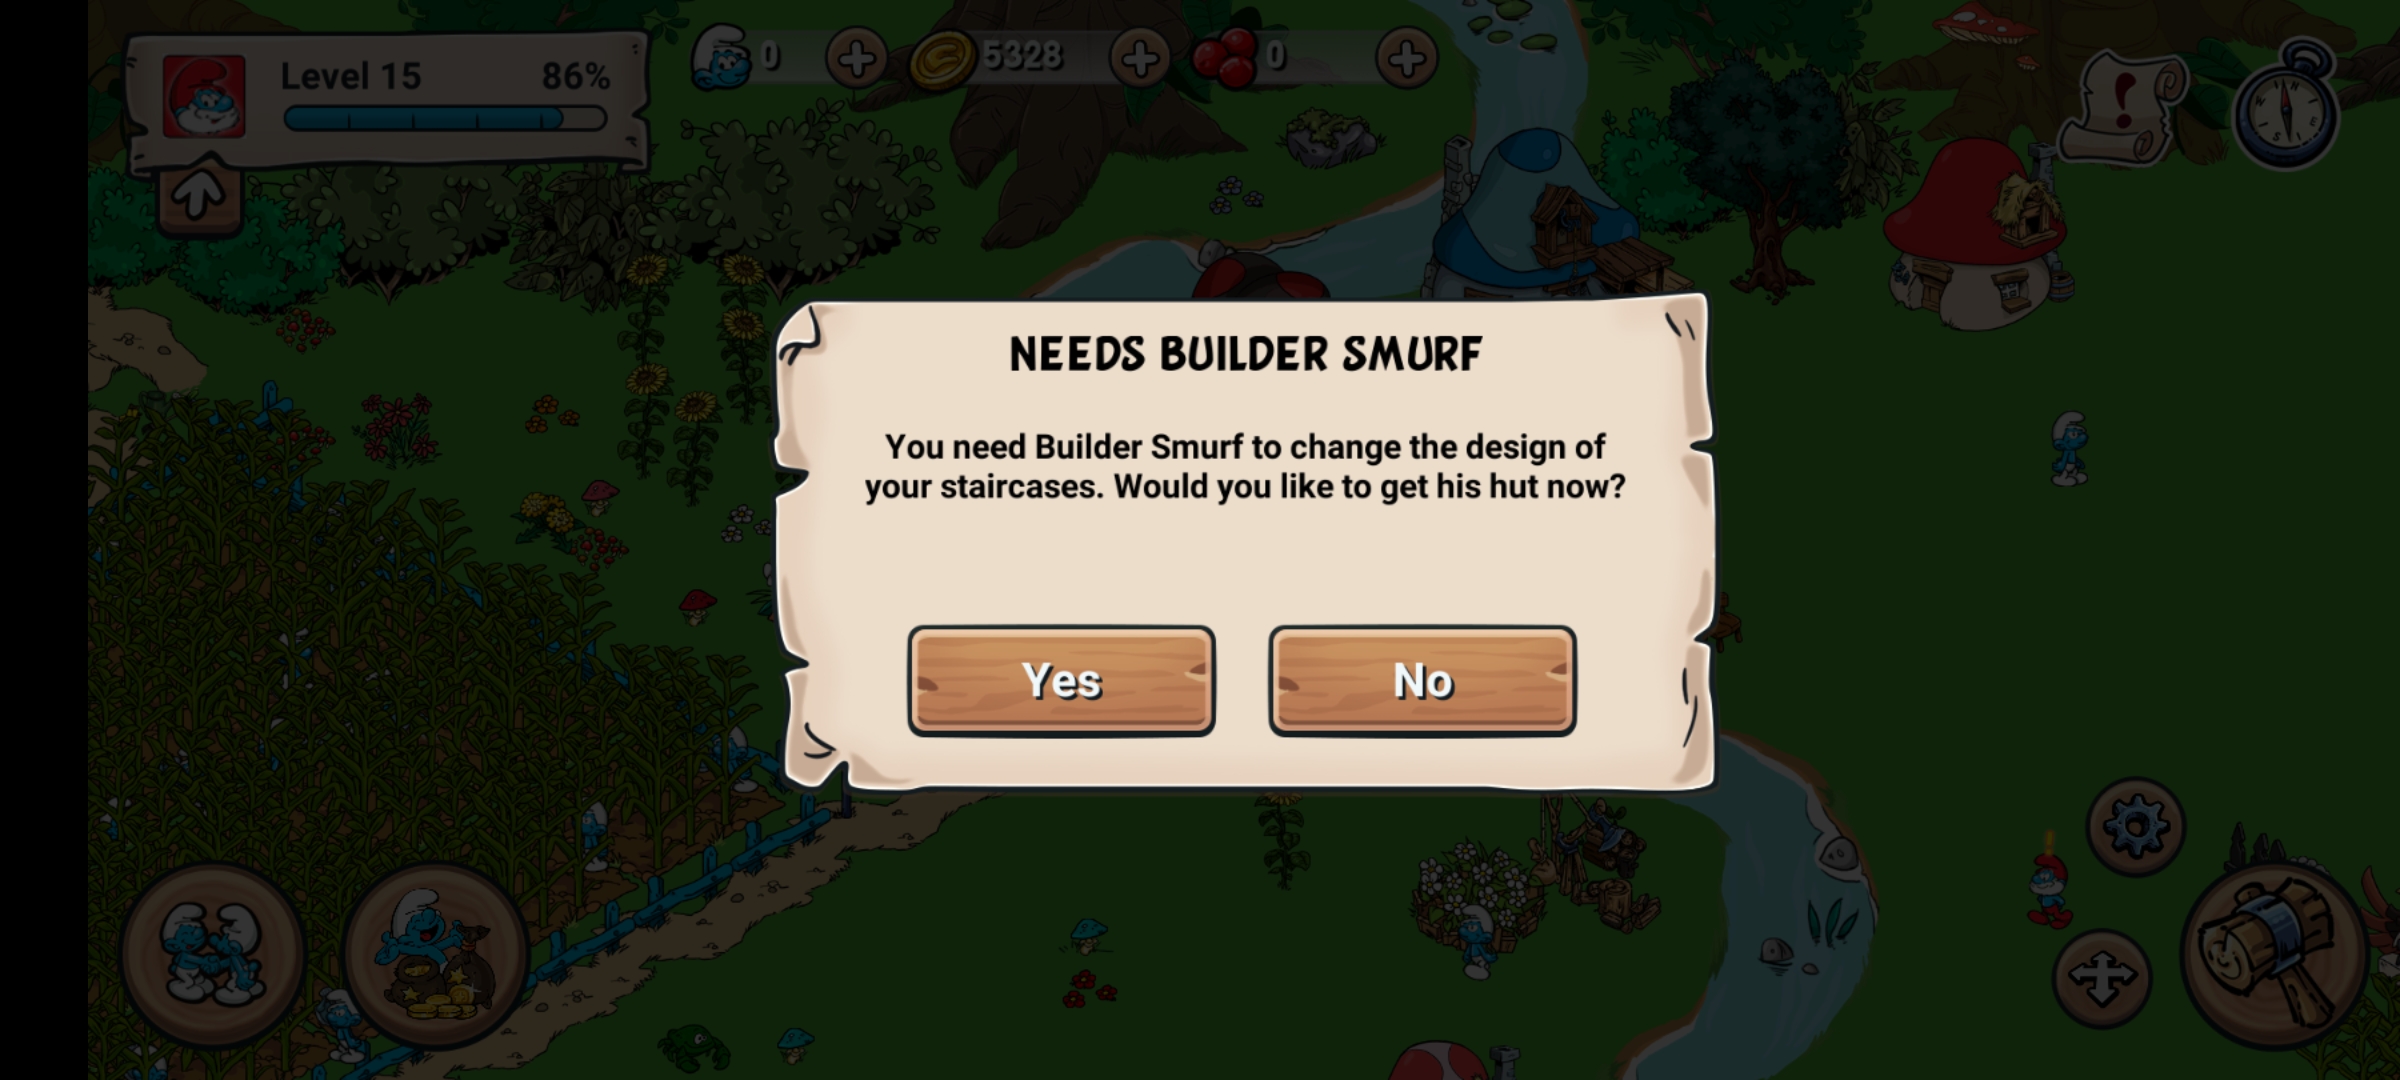 Level 15 86%
0
5328
0
NEEDS BUILDER SMURF
You need Builder Smurf to change the design of
your staircases. Would you like to get his hut now?
Yes
No